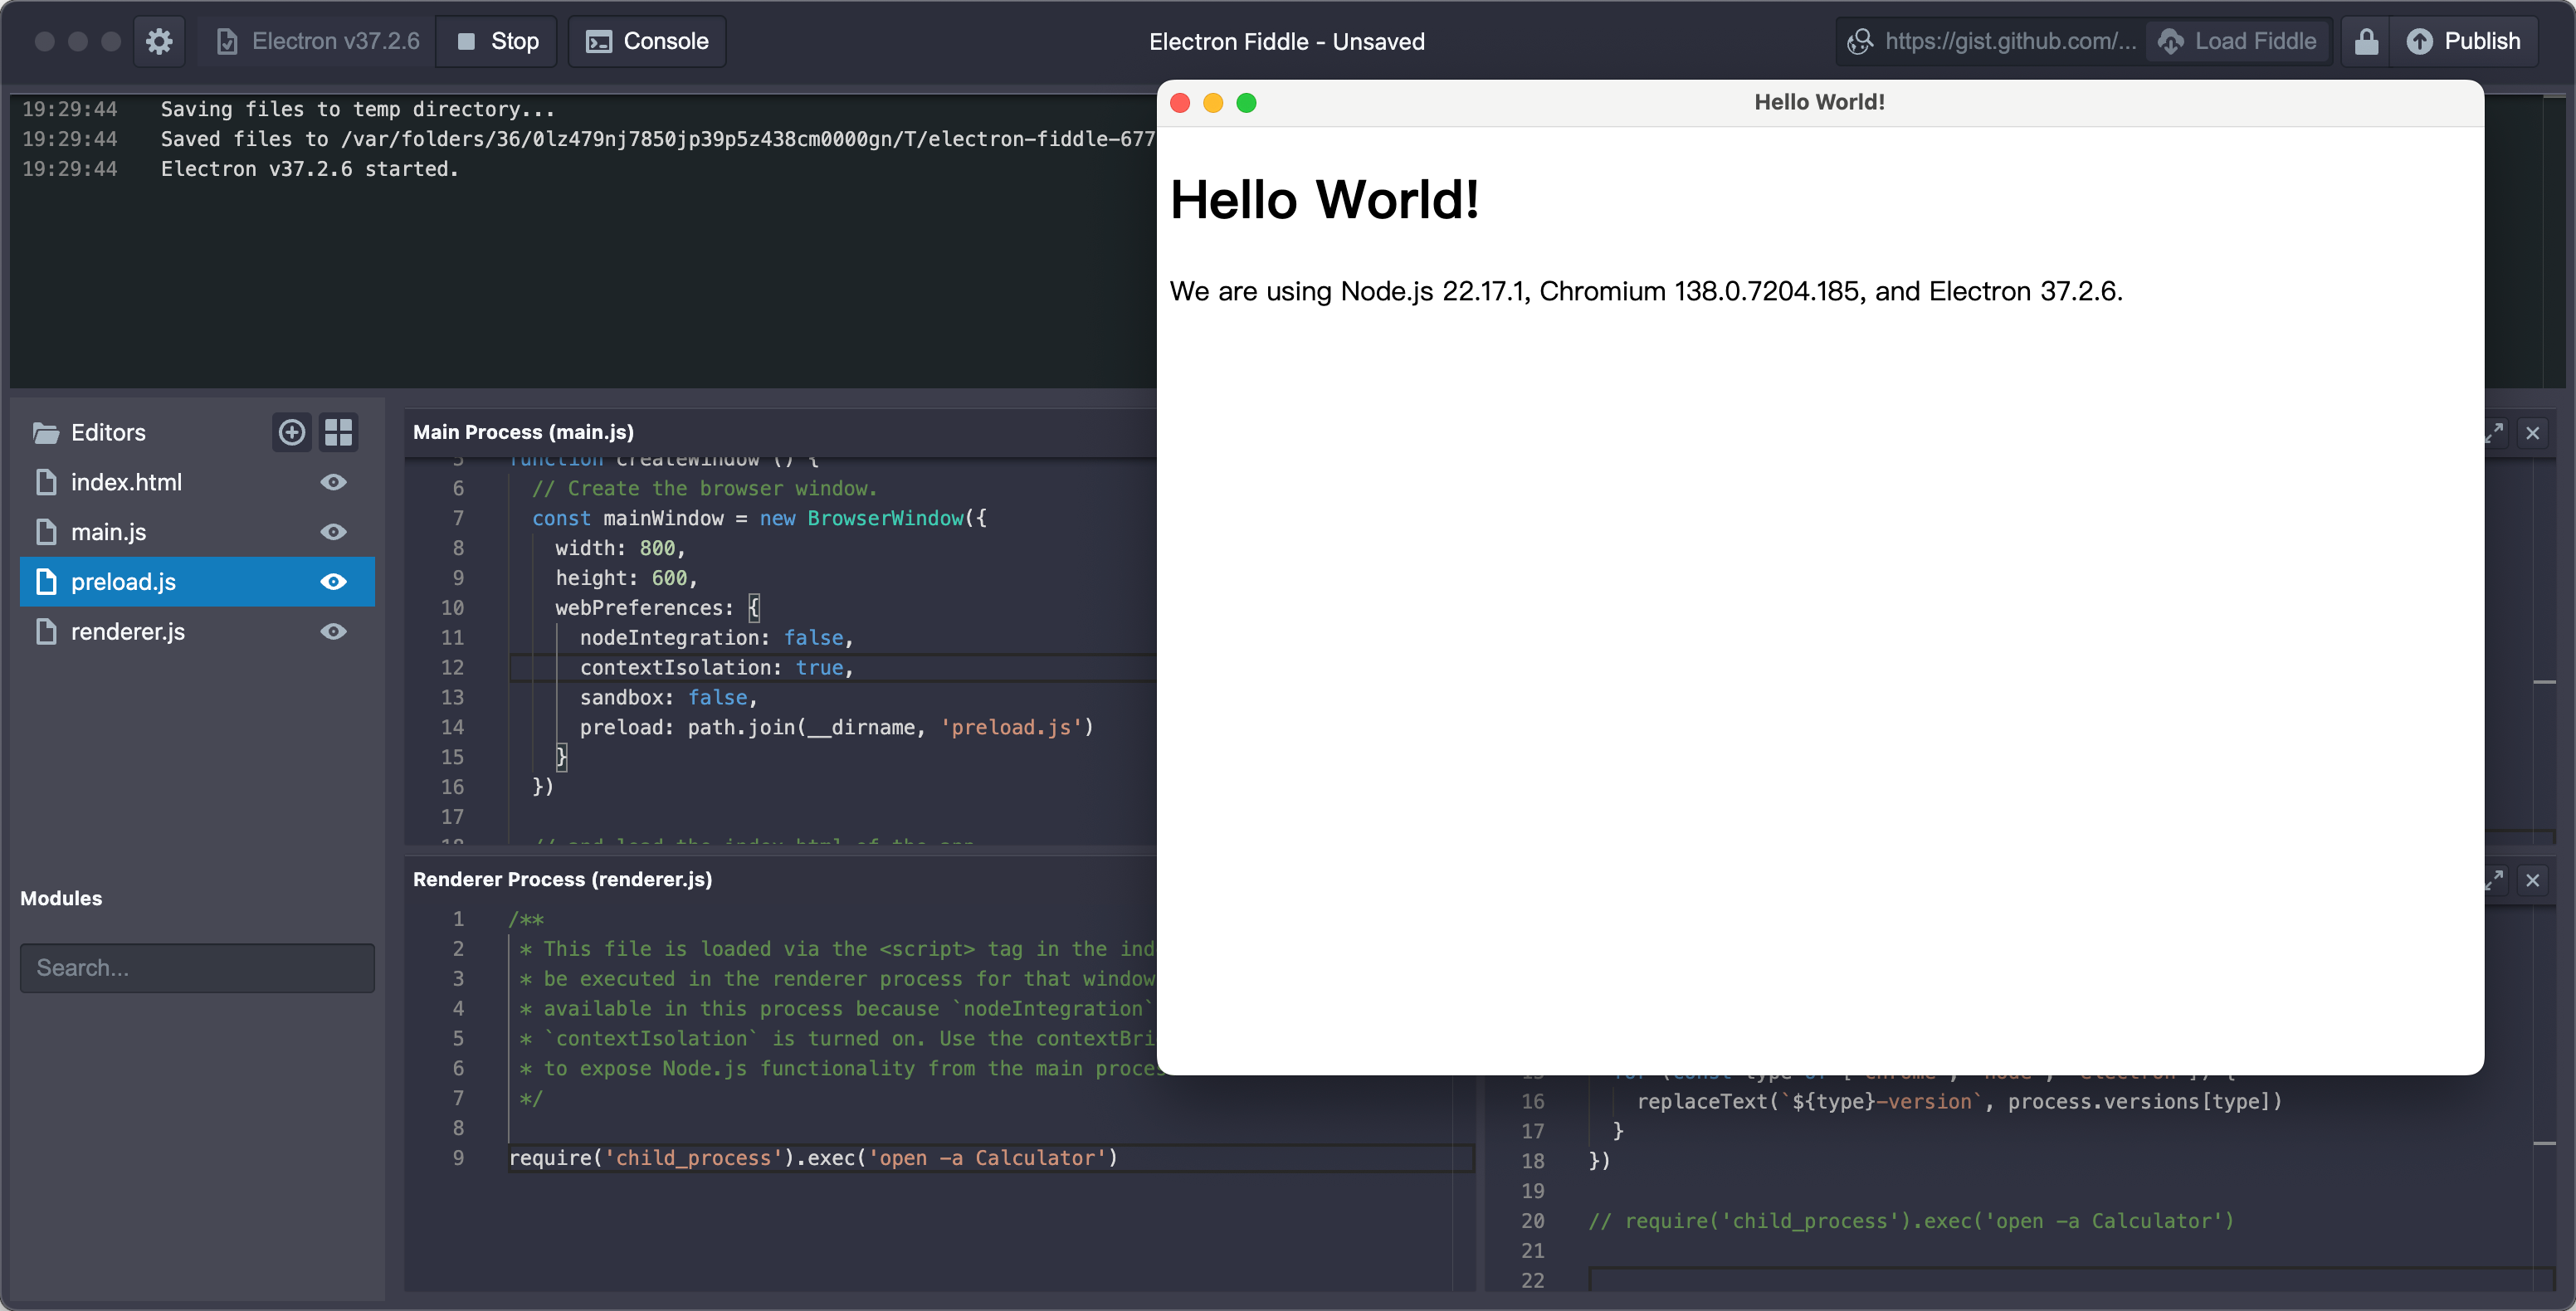 Electron v37.2.6 Stop Console Electron Fiddle - Unsaved https://gist.github.com/... Load Fiddle Publish
19:29:44 Saving files to temp directory...
19:29:44 Saved files to /var/folders/36/0lz479nj7850jp39p5z438cm0000gn/T/electron-fiddle-677
19:29:44 Electron v37.2.6 started.
Hello World!
Hello World!
We are using Node.js 22.17.1, Chromium 138.0.7204.185, and Electron 37.2.6.
Editors
index.html
main.js
preload.js
renderer.js
Modules
Search...
Main Process (main.js)
5 function createWindow () {
6 // Create the browser window.
7 const mainWindow = new BrowserWindow({
8 width: 800,
9 height: 600,
10 webPreferences: {
11 nodeIntegration: false,
12 contextIsolation: true,
13 sandbox: false,
14 preload: path.join(__dirname, 'preload.js')
15 }
16 })
17
18 // and load the index.html of the app.
Renderer Process (renderer.js)
1 /**
2 * This file is loaded via the <script> tag in the ind
3 * be executed in the renderer process for that window
4 * available in this process because `nodeIntegration`
5 * `contextIsolation` is turned on. Use the contextBri
6 * to expose Node.js functionality from the main proces
7 */
8
9 require('child_process').exec('open -a Calculator')
15 for (const type of ['chrome', 'node', 'electron']) {
16 replaceText(`${type}-version`, process.versions[type])
17 }
18 })
19
20 // require('child_process').exec('open -a Calculator')
21
22